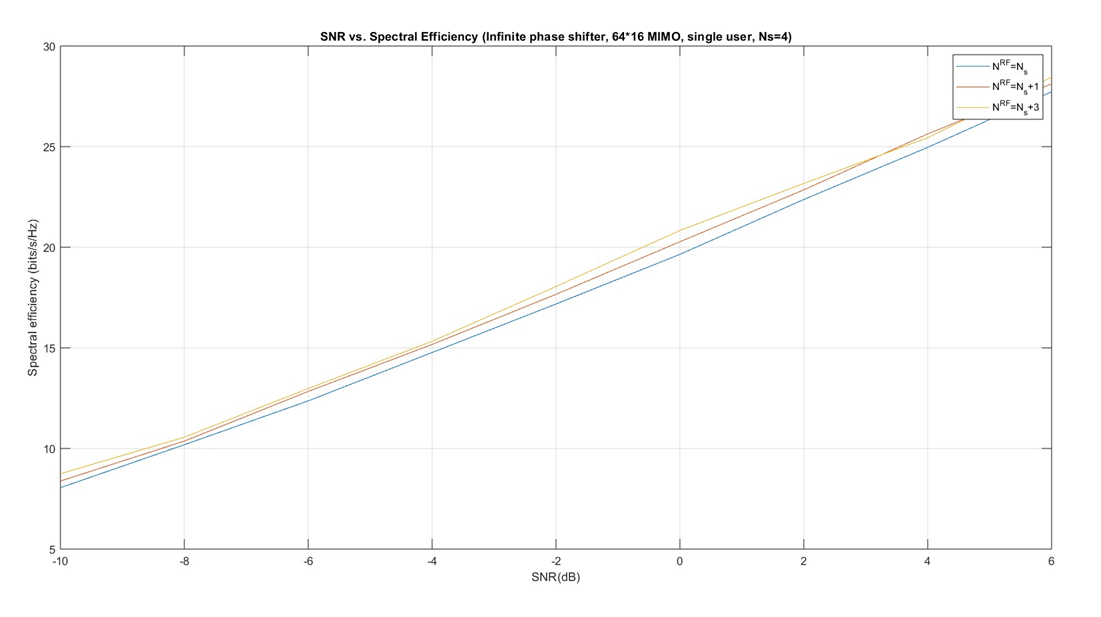 SNR vs. Spectral Efficiency (Infinite phase shifter, 64*16 MIMO, single user, Ns=4)
30
25
20
15
10
5
Spectral efficiency (bits/s/Hz)
N^RF=N_s
N^RF=N_s+1
N^RF=N_s+3
-10 -8 -6 -4 -2 0 2 4 6
SNR(dB)